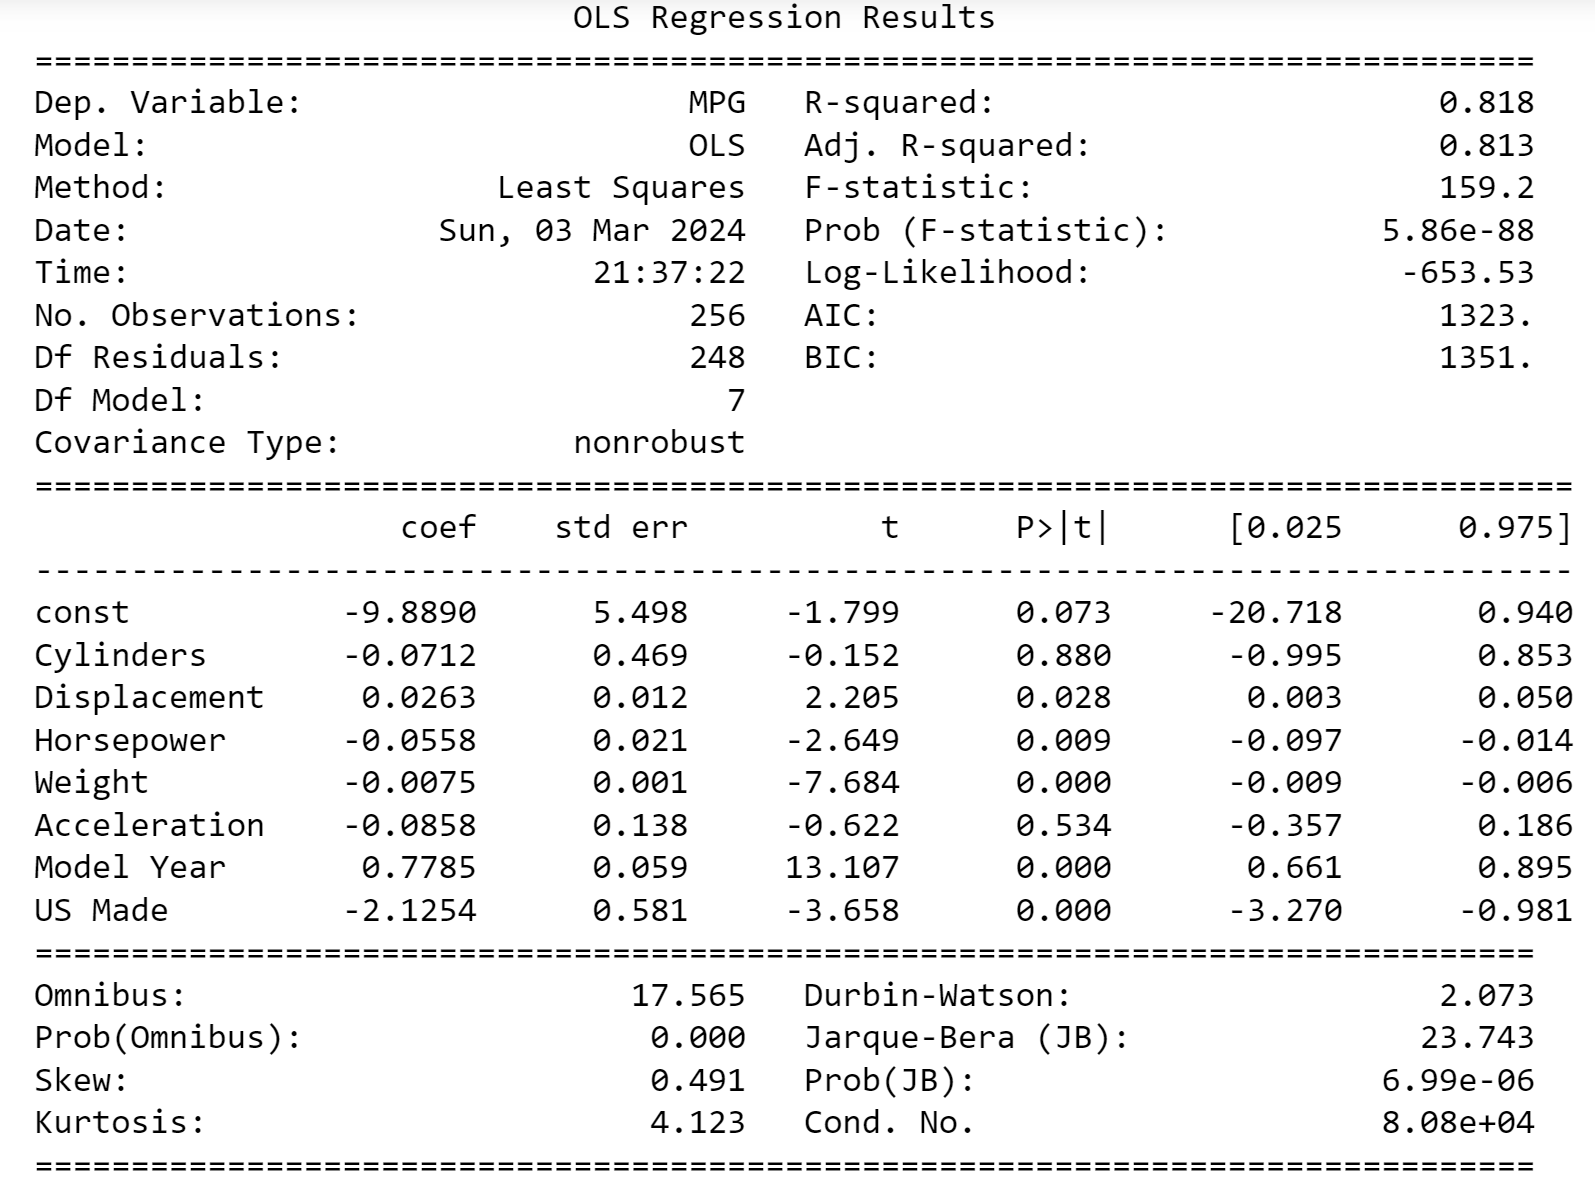 OLS Regression Results
==============================================================================
Dep. Variable:                    MPG   R-squared:                       0.818
Model:                            OLS   Adj. R-squared:                  0.813
Method:                 Least Squares   F-statistic:                     159.2
Date:                Sun, 03 Mar 2024   Prob (F-statistic):           5.86e-88
Time:                        21:37:22   Log-Likelihood:                -653.53
No. Observations:                 256   AIC:                             1323.
Df Residuals:                     248   BIC:                             1351.
Df Model:                           7
Covariance Type:            nonrobust
================================================================================
                   coef    std err          t      P>|t|      [0.025      0.975]
--------------------------------------------------------------------------------
const           -9.8890      5.498     -1.799      0.073     -20.718       0.940
Cylinders       -0.0712      0.469     -0.152      0.880      -0.995       0.853
Displacement     0.0263      0.012      2.205      0.028       0.003       0.050
Horsepower      -0.0558      0.021     -2.649      0.009      -0.097      -0.014
Weight          -0.0075      0.001     -7.684      0.000      -0.009      -0.006
Acceleration    -0.0858      0.138     -0.622      0.534      -0.357       0.186
Model Year       0.7785      0.059     13.107      0.000       0.661       0.895
US Made         -2.1254      0.581     -3.658      0.000      -3.270      -0.981
==============================================================================
Omnibus:                       17.565   Durbin-Watson:                   2.073
Prob(Omnibus):                  0.000   Jarque-Bera (JB):               23.743
Skew:                           0.491   Prob(JB):                     6.99e-06
Kurtosis:                       4.123   Cond. No.                     8.08e+04
==============================================================================